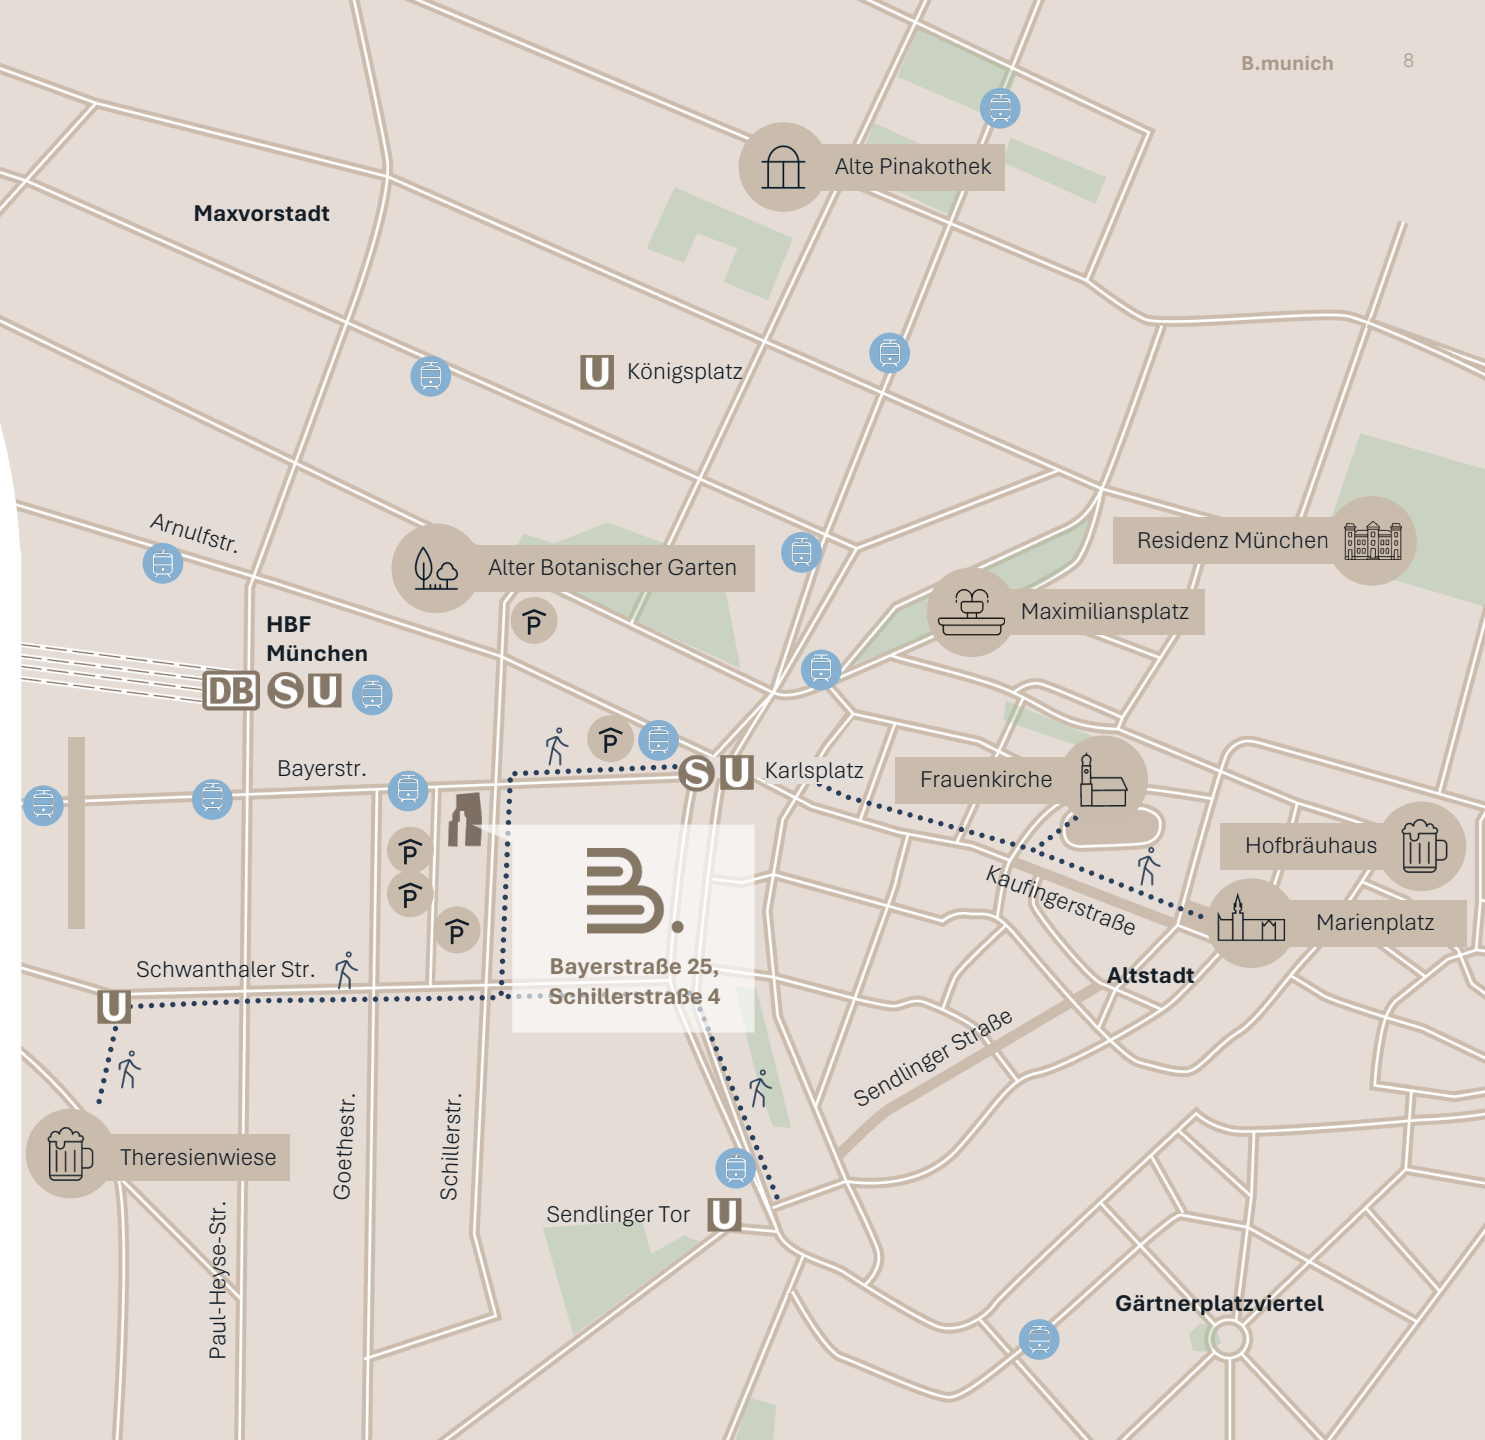 B.munich
8
Alte Pinakothek
Maxvorstadt
U
Königsplatz
Arnulfstr.
Residenz München
Alter Botanischer Garten
Maximiliansplatz
P
HBF
München
DB S U
P
Bayerstr.
S U Karlsplatz
Frauenkirche
P
P
P
Hofbräuhaus
Kaufingerstraße
Marienplatz
B.
Bayerstraße 25,
Schillerstraße 4
Schwanthaler Str.
U
Altstadt
Sendlinger Straße
Theresienwiese
Goethestr.
Schillerstr.
Paul-Heyse-Str.
Sendlinger Tor
U
Gärtnerplatzviertel